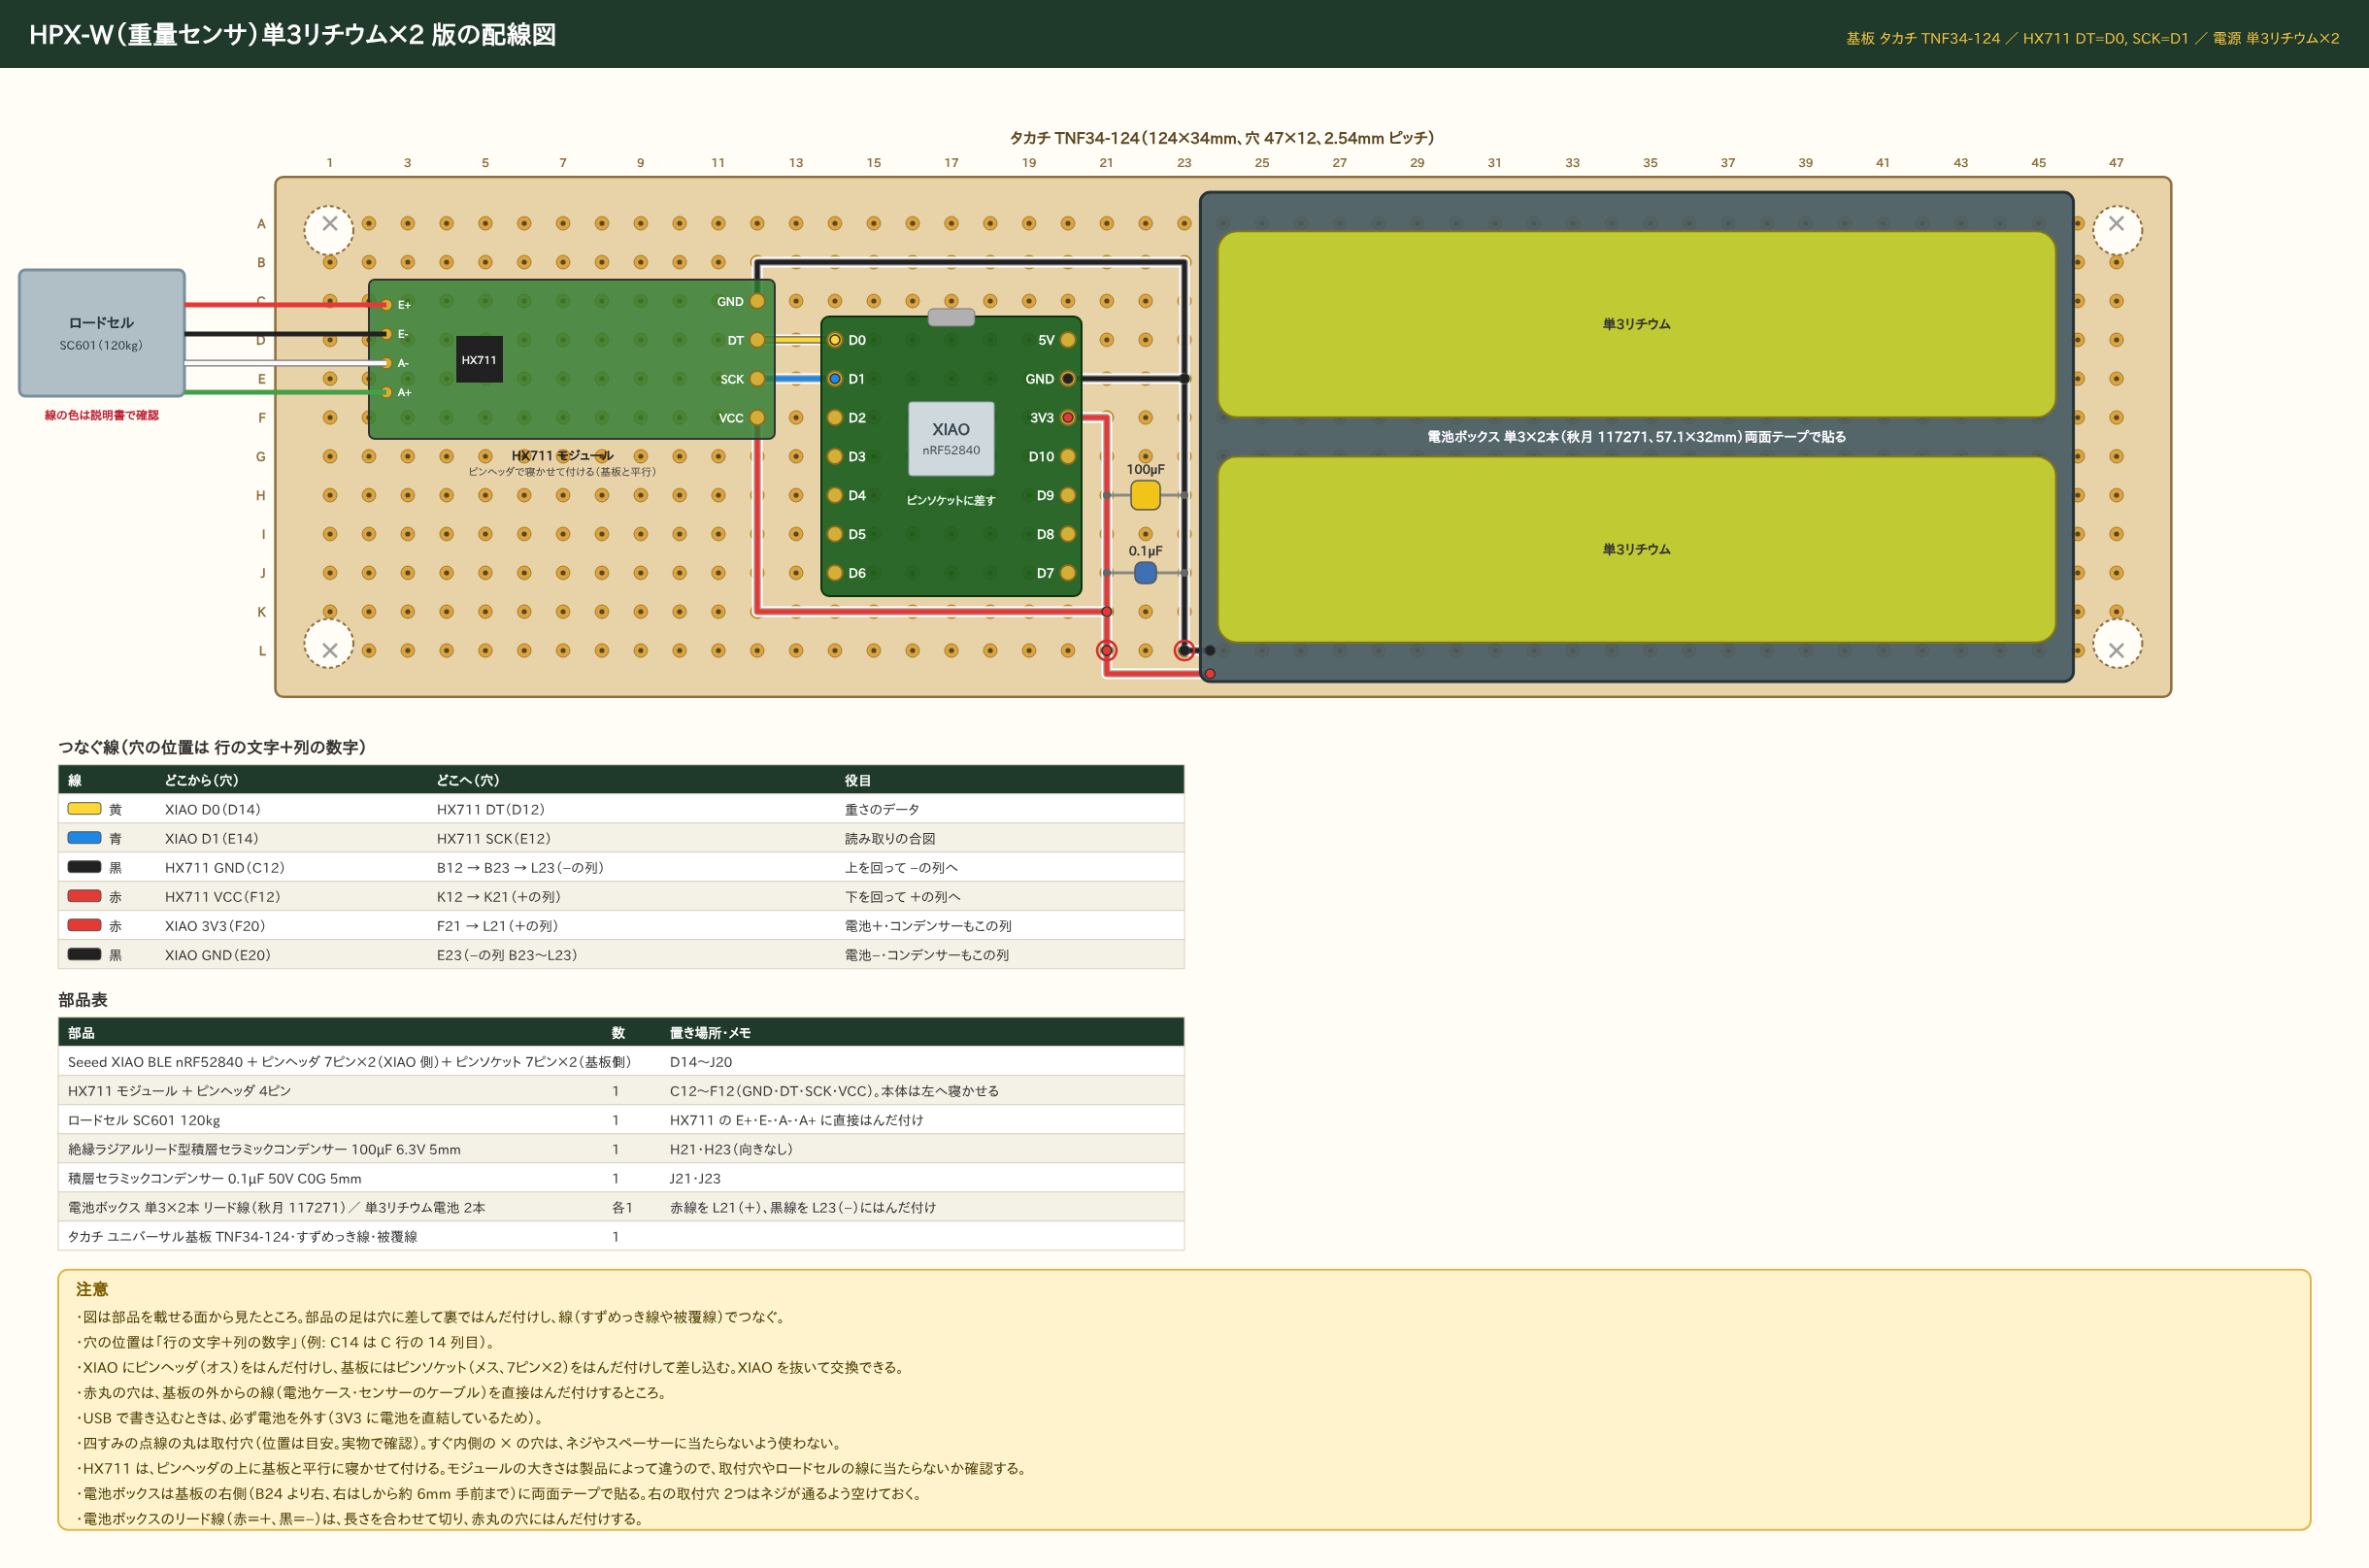 HPX-W（重量センサ）単3リチウム×2 版の配線図
基板 タカチ TNF34-124 ／ HX711 DT=D0, SCK=D1 ／ 電源 単3リチウム×2
タカチ TNF34-124（124×34mm、穴 47×12、2.54mm ピッチ）
1 3 5 7 9 11 13 15 17 19 21 23 25 27 29 31 33 35 37 39 41 43 45 47
A
B
C
D
E
F
G
H
I
J
K
L
ロードセル
SC601（120kg）
線の色は説明書で確認
E+
E-
A-
A+
HX711
GND
DT
SCK
VCC
HX711 モジュール
ピンヘッダで寝かせて付ける（基板と平行）
D0
D1
D2
D3
D4
D5
D6
XIAO
nRF52840
ピンソケットに差す
5V
GND
3V3
D10
D9
D8
D7
100µF
0.1µF
単3リチウム
電池ボックス 単3×2本（秋月 117271、57.1×32mm）両面テープで貼る
単3リチウム
つなぐ線（穴の位置は 行の文字＋列の数字）
線 どこから（穴） どこへ（穴） 役目
黄 XIAO D0（D14） HX711 DT（D12） 重さのデータ
青 XIAO D1（E14） HX711 SCK（E12） 読み取りの合図
黒 HX711 GND（C12） B12 → B23 → L23（−の列） 上を回って −の列へ
赤 HX711 VCC（F12） K12 → K21（＋の列） 下を回って ＋の列へ
赤 XIAO 3V3（F20） F21 → L21（＋の列） 電池＋・コンデンサーもこの列
黒 XIAO GND（E20） E23（−の列 B23〜L23） 電池−・コンデンサーもこの列
部品表
部品 数 置き場所・メモ
Seeed XIAO BLE nRF52840 ＋ ピンヘッダ 7ピン×2（XIAO 側）＋ ピンソケット 7ピン×2（基板側） D14〜J20
HX711 モジュール ＋ ピンヘッダ 4ピン 1 C12〜F12（GND・DT・SCK・VCC）。本体は左へ寝かせる
ロードセル SC601 120kg 1 HX711 の E+・E-・A-・A+ に直接はんだ付け
絶縁ラジアルリード型積層セラミックコンデンサー 100µF 6.3V 5mm 1 H21・H23（向きなし）
積層セラミックコンデンサー 0.1µF 50V C0G 5mm 1 J21・J23
電池ボックス 単3×2本 リード線（秋月 117271）／ 単3リチウム電池 2本 各1 赤線を L21（＋）、黒線を L23（−）にはんだ付け
タカチ ユニバーサル基板 TNF34-124・すずめっき線・被覆線 1
注意
・図は部品を載せる面から見たところ。部品の足は穴に差して裏ではんだ付けし、線（すずめっき線や被覆線）でつなぐ。
・穴の位置は「行の文字＋列の数字」（例: C14 は C 行の 14 列目）。
・XIAO にピンヘッダ（オス）をはんだ付けし、基板にはピンソケット（メス、7ピン×2）をはんだ付けして差し込む。XIAO を抜いて交換できる。
・赤丸の穴は、基板の外からの線（電池ケース・センサーのケーブル）を直接はんだ付けするところ。
・USB で書き込むときは、必ず電池を外す（3V3 に電池を直結しているため）。
・四すみの点線の丸は取付穴（位置は目安。実物で確認）。すぐ内側の × の穴は、ネジやスペーサーに当たらないよう使わない。
・HX711 は、ピンヘッダの上に基板と平行に寝かせて付ける。モジュールの大きさは製品によって違うので、取付穴やロードセルの線に当たらないか確認する。
・電池ボックスは基板の右側（B24 より右、右はしから約 6mm 手前まで）に両面テープで貼る。右の取付穴 2つはネジが通るよう空けておく。
・電池ボックスのリード線（赤＝＋、黒＝−）は、長さを合わせて切り、赤丸の穴にはんだ付けする。